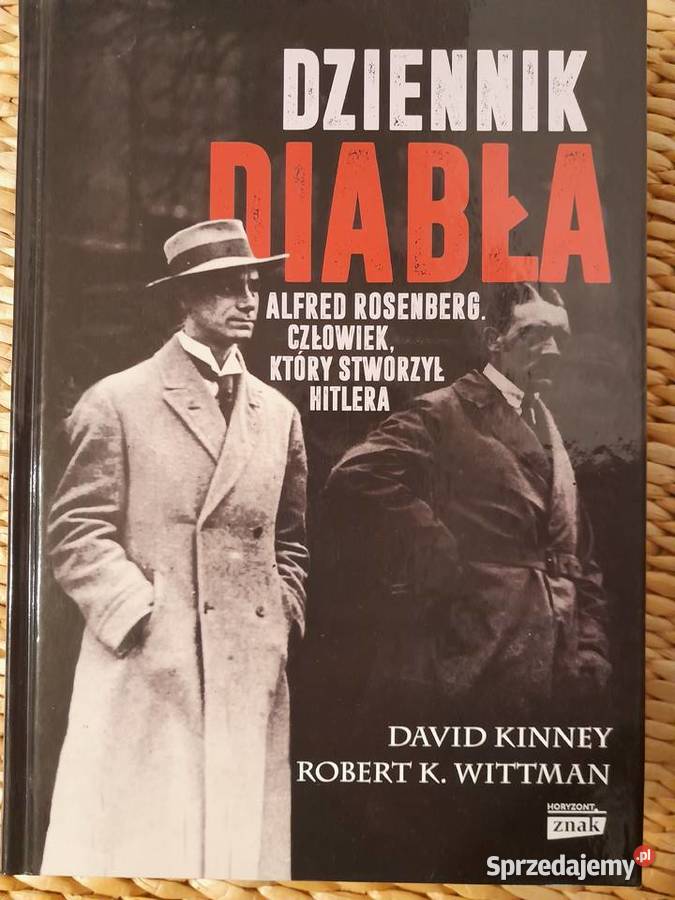 DZIENNIK
DIABŁA
ALFRED ROSENBERG.
CZŁOWIEK,
KTÓRY STWORZYŁ
HITLERA
DAVID KINNEY
ROBERT K. WITTMAN
HORYZONT
znak
Sprzedajemy.pl